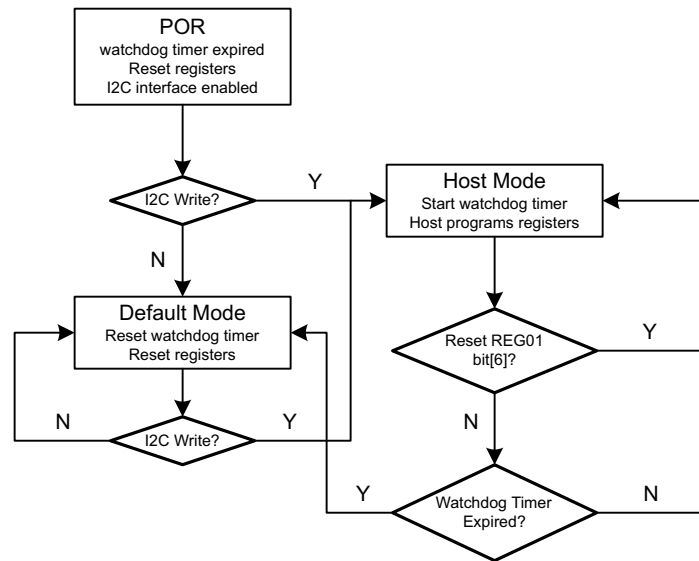 POR
watchdog timer expired
Reset registers
I2C interface enabled
I2C Write?
Y
N
Host Mode
Start watchdog timer
Host programs registers
Default Mode
Reset watchdog timer
Reset registers
Reset REG01
bit[6]?
Y
N
I2C Write?
N
Y
Watchdog Timer
Expired?
Y
N